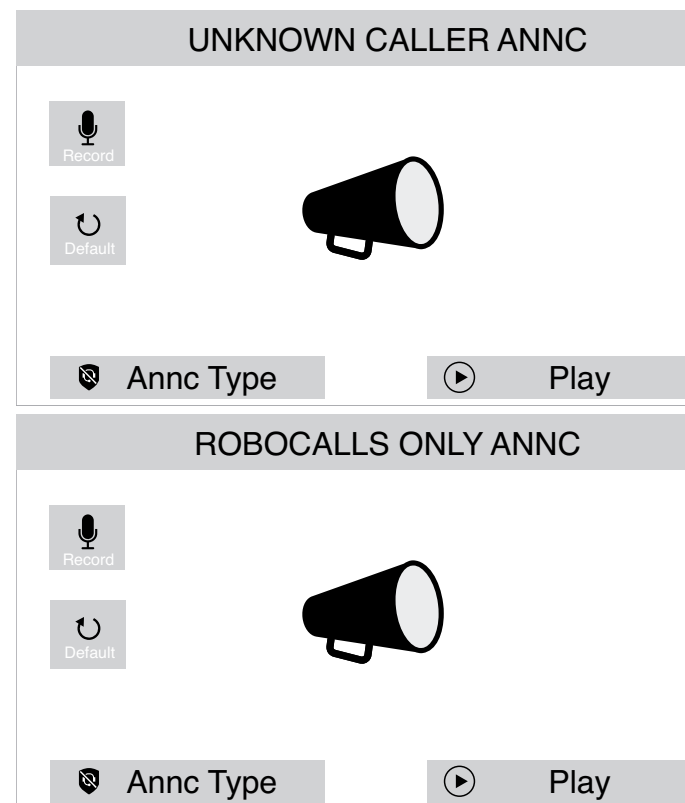 UNKNOWN CALLER ANNC
Record
Default
Annc Type Play
ROBOCALLS ONLY ANNC
Record
Default
Annc Type Play